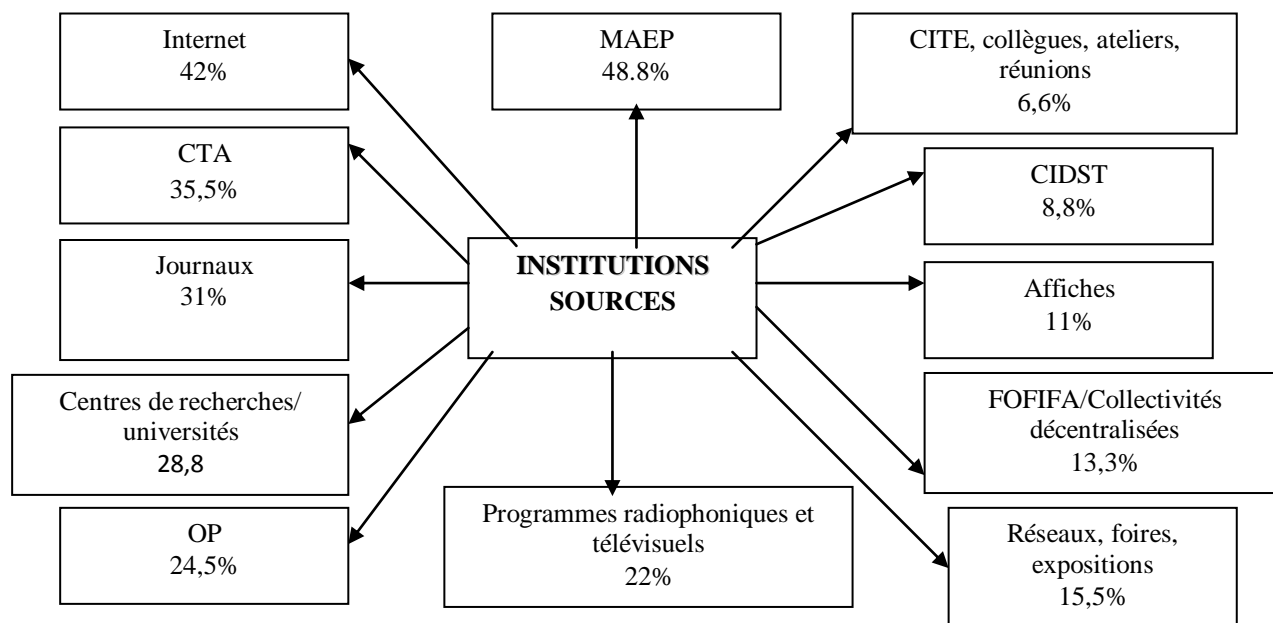 Internet
42%
MAEP
48.8%
CITE, collègues, ateliers,
réunions
6,6%
CTA
35,5%
CIDST
8,8%
INSTITUTIONS
SOURCES
Journaux
31%
Affiches
11%
Centres de recherches/
universités
28,8
FOFIFA/Collectivités
décentralisées
13,3%
OP
24,5%
Programmes radiophoniques et
télévisuels
22%
Réseaux, foires,
expositions
15,5%